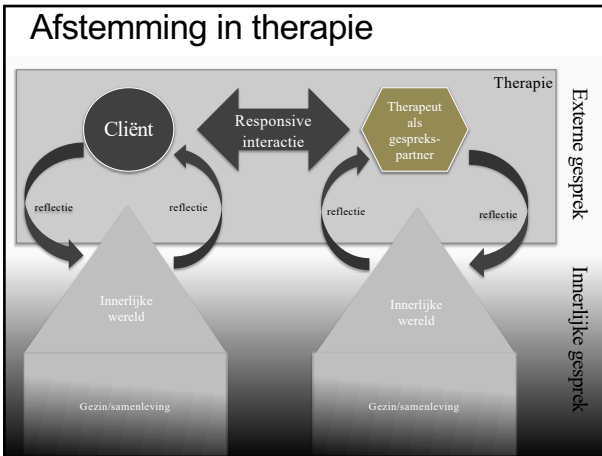 Afstemming in therapie
Therapie
Cliënt
Responsive
interactie
Therapeut
als
gespreks-
partner
Externe gesprek
reflectie
reflectie
reflectie
reflectie
Innerlijke
wereld
Innerlijke
wereld
Innerlijke gesprek
Gezin/samenleving
Gezin/samenleving